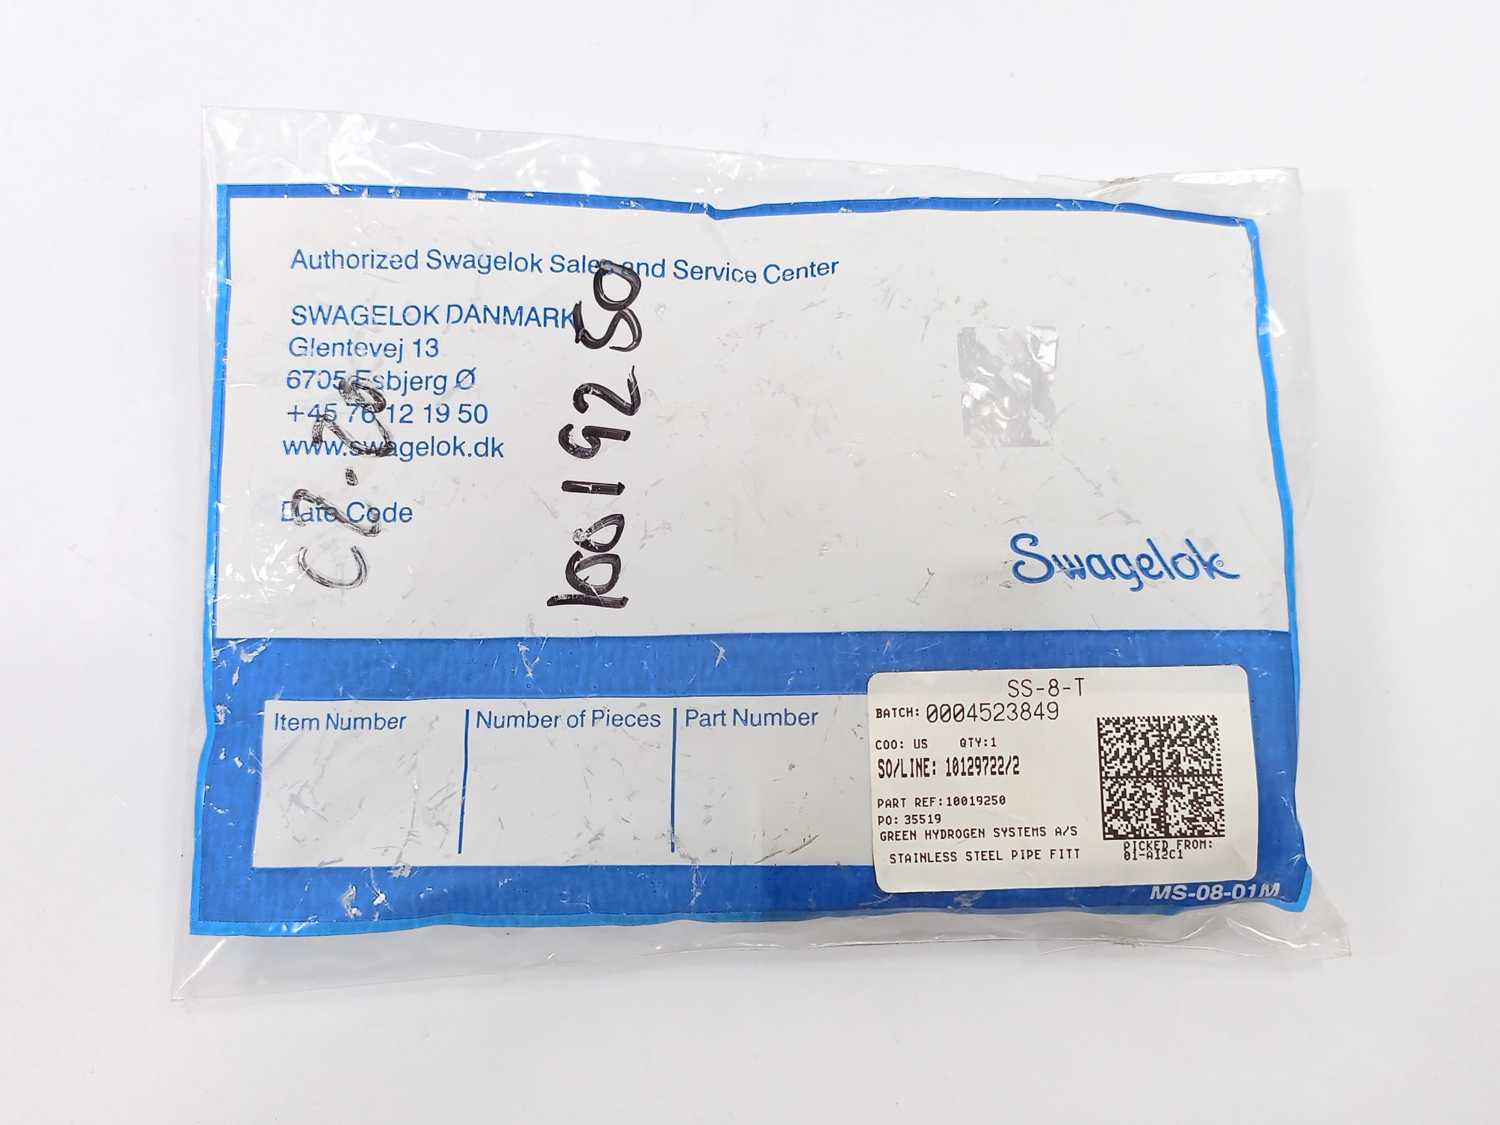 Authorized Swagelok Sales and Service Center
SWAGELOK DANMARK
Glentevej 13
6705 Esbjerg Ø
+45 76 12 19 50
www.swagelok.dk
Date Code
10019250
Swagelok
Item Number
Number of Pieces
Part Number
SS-8-T
BATCH: 0004523849
COO: US QTY:1
SO/LINE: 10129722/2
PART REF:10019250
PO: 35519
GREEN HYDROGEN SYSTEMS A/S
STAINLESS STEEL PIPE FITT
PICKED FROM:
01-A12C1
MS-08-01M